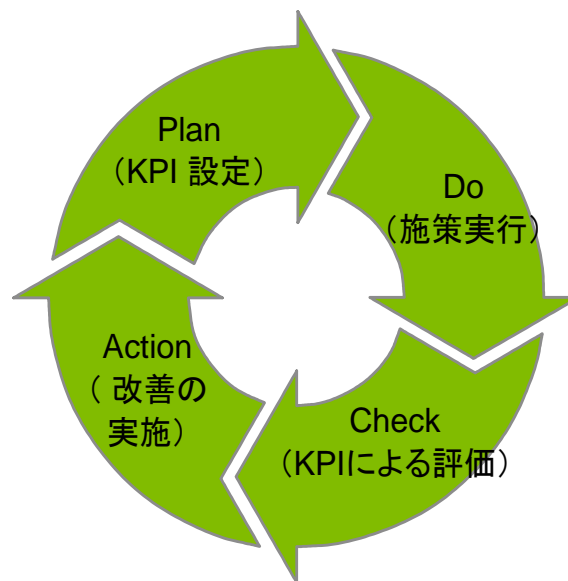 Plan
（KPI 設定）
Do
（施策実行）
Check
（KPIによる評価）
Action
（ 改善の
実施）